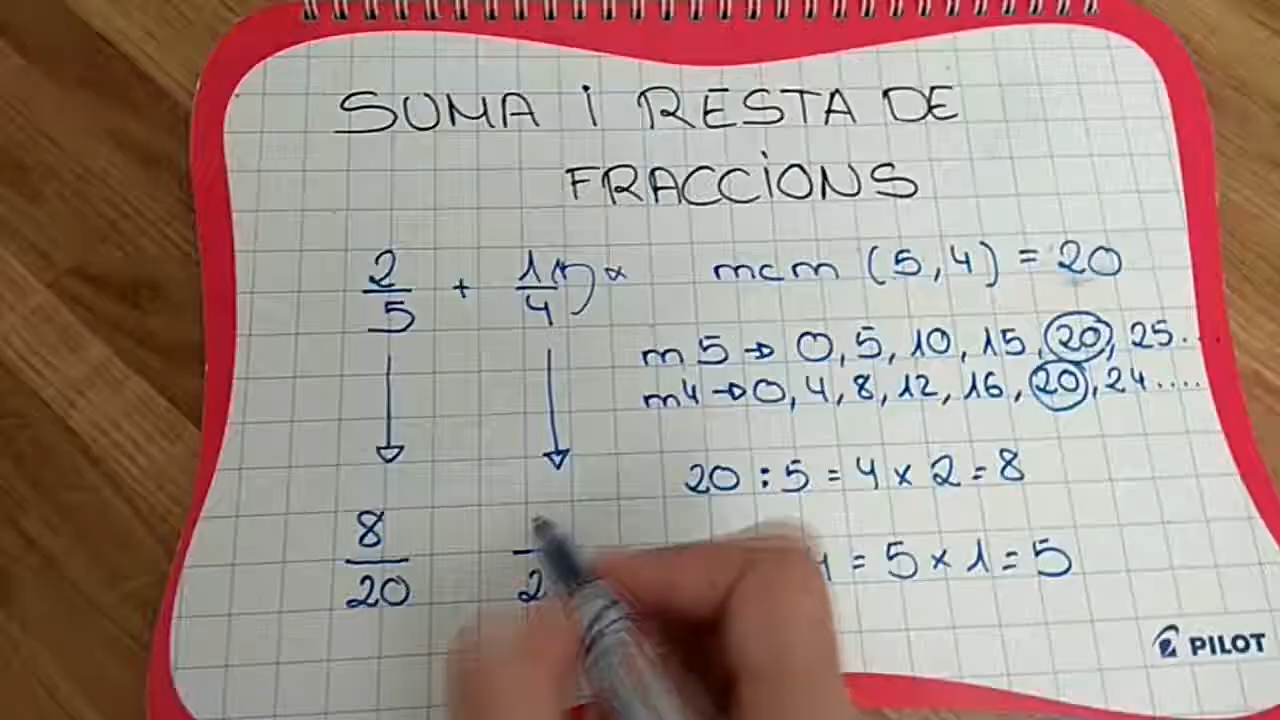 SUMA i RESTA DE
FRACCIONS
2/5 + 1/4 x
mcm (5,4) = 20
m5 → 0, 5, 10, 15, 20, 25...
m4 → 0, 4, 8, 12, 16, 20, 24....
20 : 5 = 4 x 2 = 8
= 5 x 1 = 5
8/20
PILOT